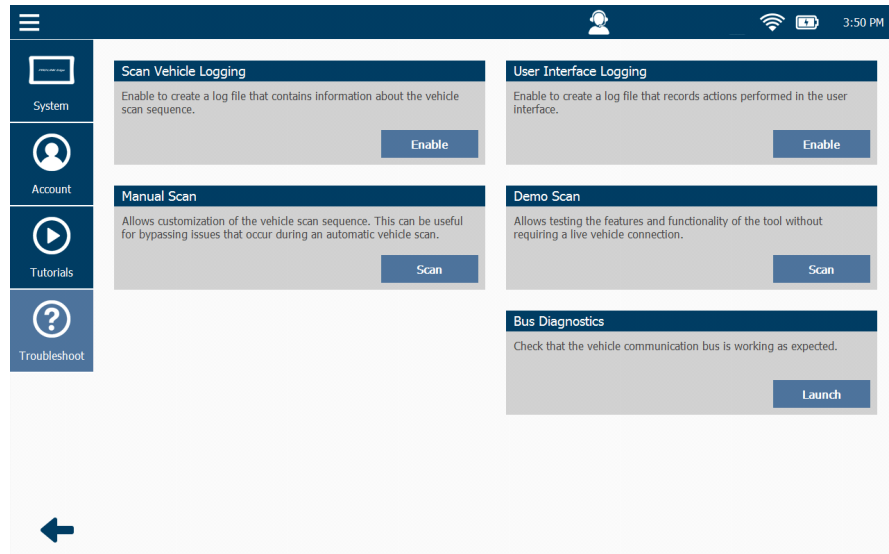 3:50 PM
System
Account
Tutorials
Troubleshoot
Scan Vehicle Logging
Enable to create a log file that contains information about the vehicle
scan sequence.
Enable
User Interface Logging
Enable to create a log file that records actions performed in the user
interface.
Enable
Manual Scan
Allows customization of the vehicle scan sequence. This can be useful
for bypassing issues that occur during an automatic vehicle scan.
Scan
Demo Scan
Allows testing the features and functionality of the tool without
requiring a live vehicle connection.
Scan
Bus Diagnostics
Check that the vehicle communication bus is working as expected.
Launch